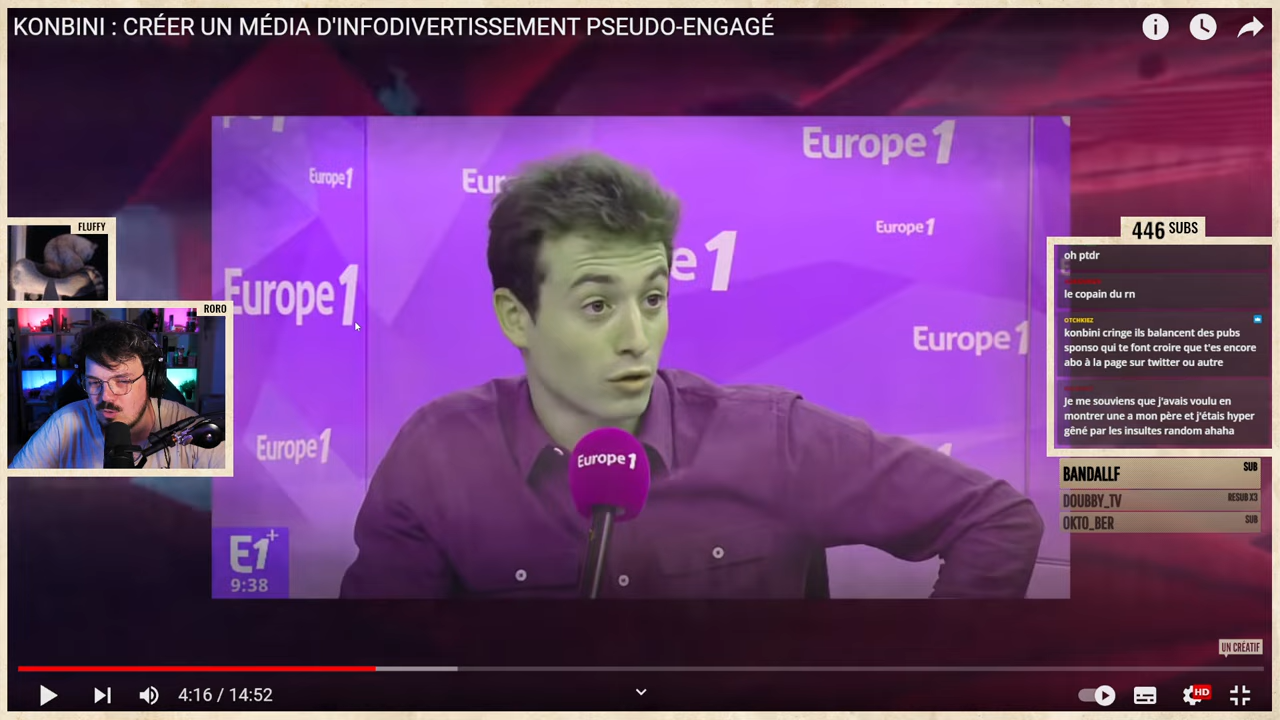 KONBINI : CRÉER UN MÉDIA D'INFODIVERTISSEMENT PSEUDO-ENGAGÉ
Europe 1
Europe 1
Eur
Europe 1
Europe 1
e 1
Europe 1
Europe 1
Europe 1
E1+
9:38
FLUFFY
RORO
446 SUBS
oh ptdr
le copain du rn
OTCHKIEZ
konbini cringe ils balancent des pubs
sponso qui te font croire que t'es encore
abo à la page sur twitter ou autre
Je me souviens que j'avais voulu en
montrer une a mon père et j'étais hyper
gêné par les insultes random ahaha
BANDALLF SUB
DOUBBY_TV RESUB X3
OKTO_BER SUB
UN CRÉATIF
4:16 / 14:52
HD